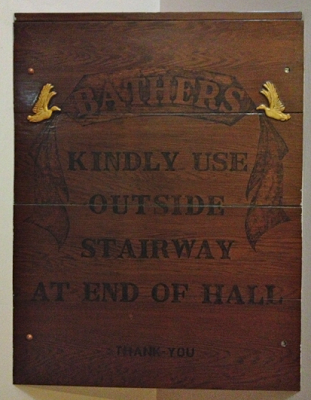 BATHERS
KINDLY USE
OUTSIDE
STAIRWAY
AT END OF HALL
THANK YOU